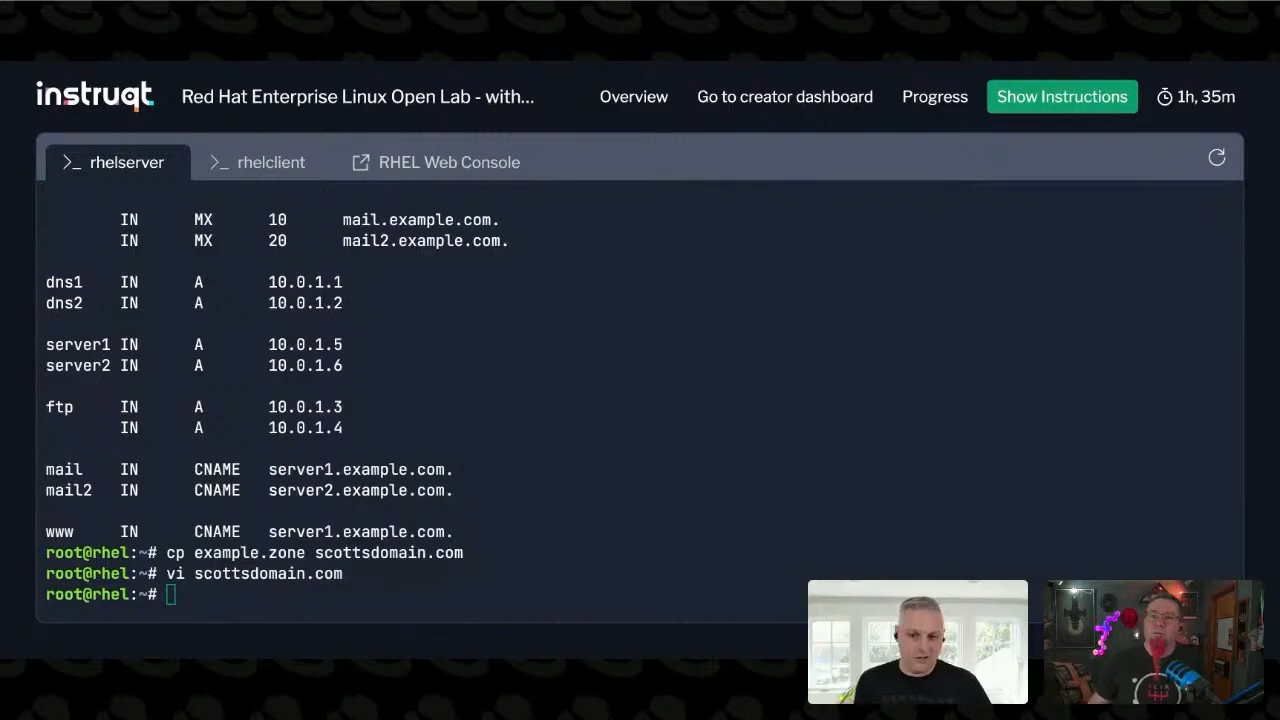 instruqt Red Hat Enterprise Linux Open Lab - with... Overview Go to creator dashboard Progress Show Instructions 1h, 35m
>_ rhelserver >_ rhelclient RHEL Web Console
IN MX 10 mail.example.com.
IN MX 20 mail2.example.com.
dns1 IN A 10.0.1.1
dns2 IN A 10.0.1.2
server1 IN A 10.0.1.5
server2 IN A 10.0.1.6
ftp IN A 10.0.1.3
IN A 10.0.1.4
mail IN CNAME server1.example.com.
mail2 IN CNAME server2.example.com.
www IN CNAME server1.example.com.
root@rhel:~# cp example.zone scottsdomain.com
root@rhel:~# vi scottsdomain.com
root@rhel:~#